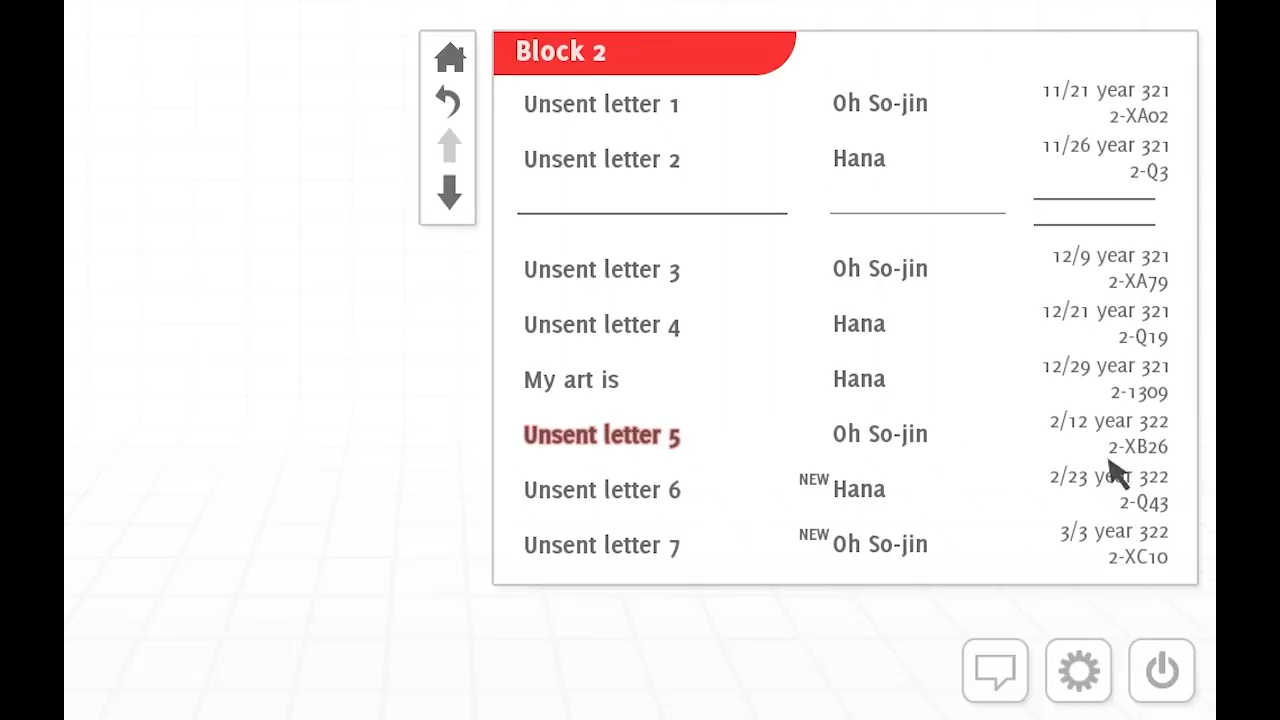 Block 2
Unsent letter 1 Oh So-jin 11/21 year 321
2-XA02
Unsent letter 2 Hana 11/26 year 321
2-Q3
Unsent letter 3 Oh So-jin 12/9 year 321
2-XA79
Unsent letter 4 Hana 12/21 year 321
2-Q19
My art is Hana 12/29 year 321
2-1309
Unsent letter 5 Oh So-jin 2/12 year 322
2-XB26
Unsent letter 6 NEW Hana 2/23 year 322
2-Q43
Unsent letter 7 NEW Oh So-jin 3/3 year 322
2-XC10